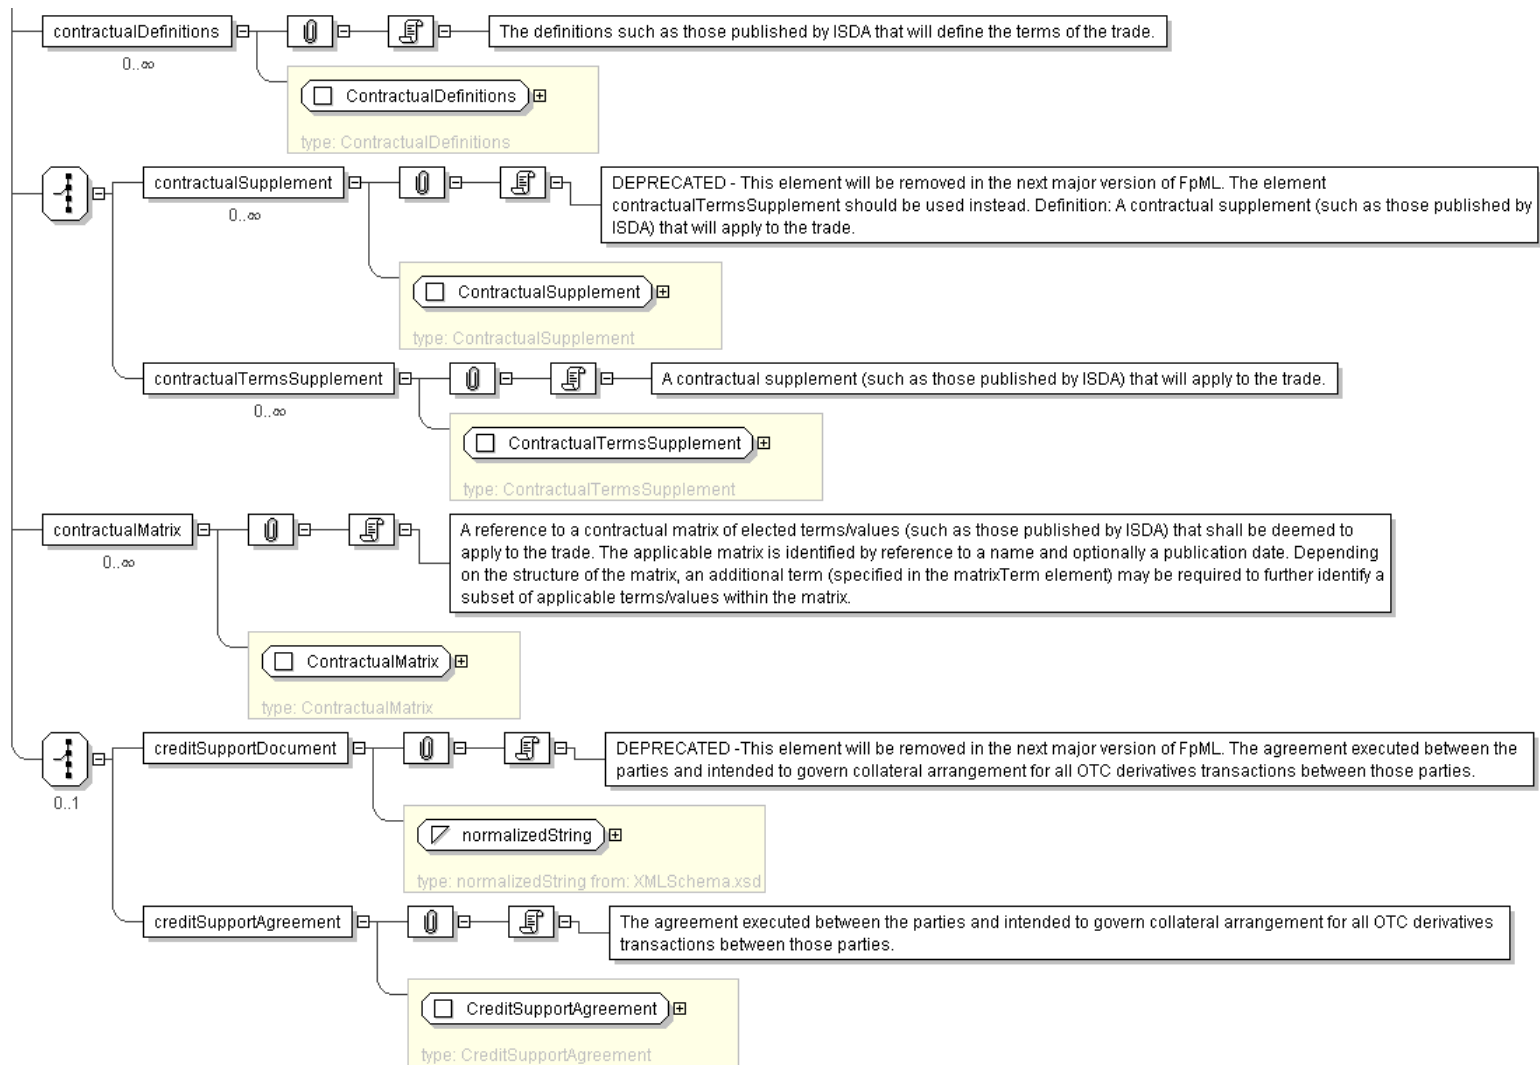 contractualDefinitions
The definitions such as those published by ISDA that will define the terms of the trade.
0..∞
ContractualDefinitions
type: ContractualDefinitions
contractualSupplement
DEPRECATED - This element will be removed in the next major version of FpML. The element
contractualTermsSupplement should be used instead. Definition: A contractual supplement (such as those published by
ISDA) that will apply to the trade.
0..∞
ContractualSupplement
type: ContractualSupplement
contractualTermsSupplement
A contractual supplement (such as those published by ISDA) that will apply to the trade.
0..∞
ContractualTermsSupplement
type: ContractualTermsSupplement
contractualMatrix
A reference to a contractual matrix of elected terms/values (such as those published by ISDA) that shall be deemed to
apply to the trade. The applicable matrix is identified by reference to a name and optionally a publication date. Depending
on the structure of the matrix, an additional term (specified in the matrixTerm element) may be required to further identify a
subset of applicable terms/values within the matrix.
0..∞
ContractualMatrix
type: ContractualMatrix
creditSupportDocument
DEPRECATED -This element will be removed in the next major version of FpML. The agreement executed between the
parties and intended to govern collateral arrangement for all OTC derivatives transactions between those parties.
0..1
normalizedString
type: normalizedString from: XMLSchema.xsd
creditSupportAgreement
The agreement executed between the parties and intended to govern collateral arrangement for all OTC derivatives
transactions between those parties.
CreditSupportAgreement
type: CreditSupportAgreement